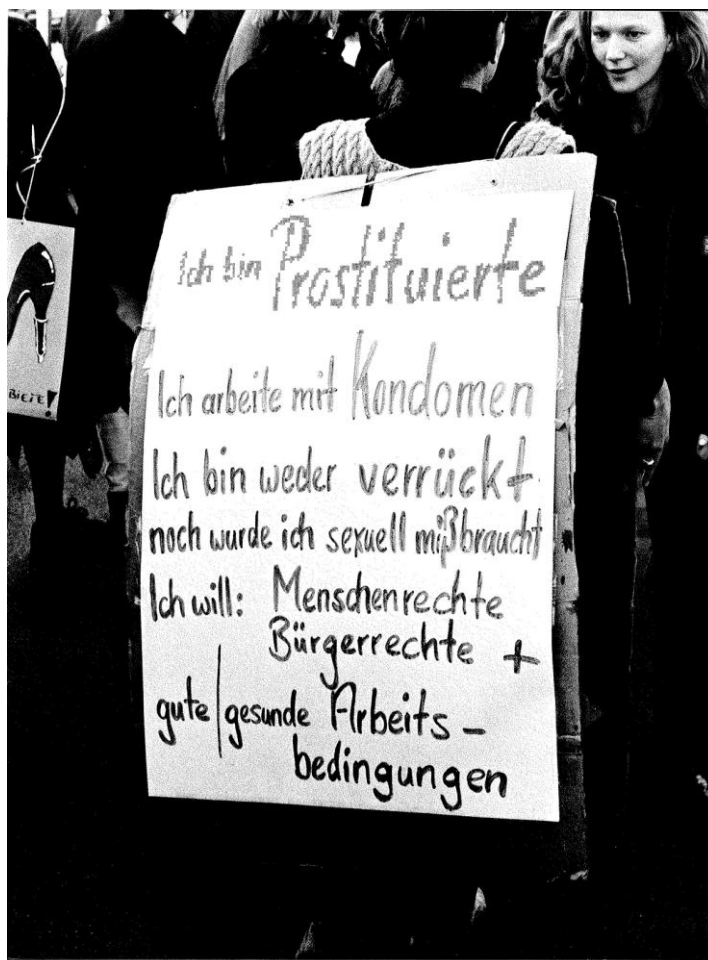 Ich bin Prostituierte
Ich arbeite mit Kondomen
Ich bin weder verrückt
noch wurde ich sexuell mißbraucht
Ich will: Menschenrechte
Bürgerrechte +
gute/gesunde Arbeits-
bedingungen